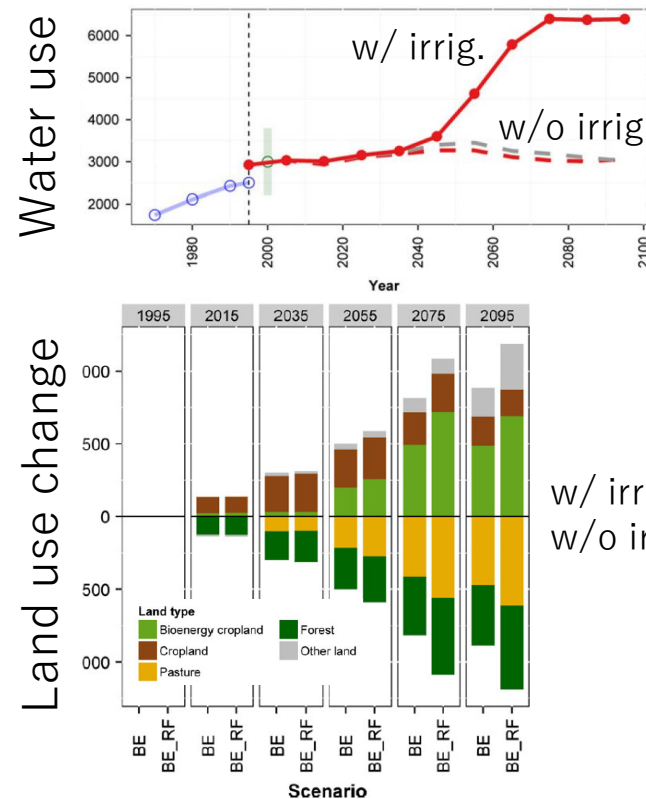 Water use
6000
5000
4000
3000
2000
w/ irrig.
w/o irrig
1980
2000
2020
2040
2060
2080
2100
Year
Land use change
1995
2015
2035
2055
2075
2095
000
500
0
500
000
w/ irr
w/o ir
Land type
Bioenergy cropland
Forest
Cropland
Other land
Pasture
BE
BE_RF
BE
BE_RF
BE
BE_RF
BE
BE_RF
BE
BE_RF
BE
BE_RF
Scenario